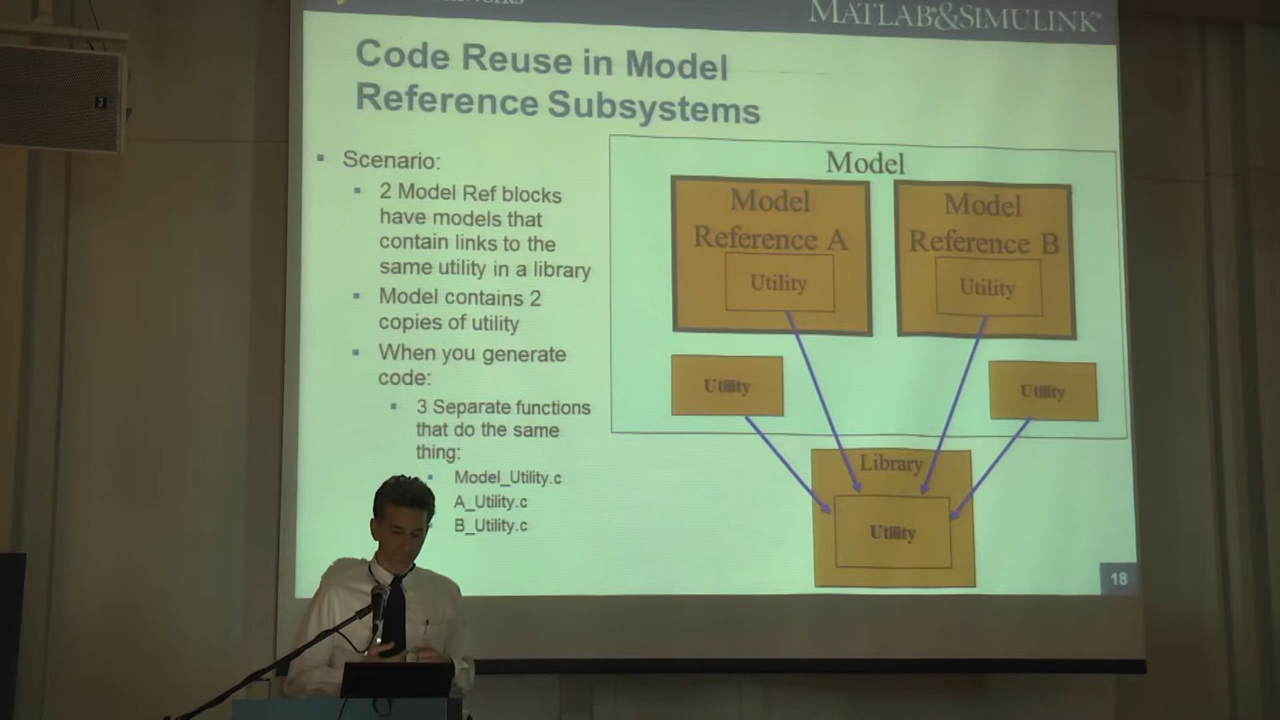 MATLAB&SIMULINK
Code Reuse in Model
Reference Subsystems
Scenario:
2 Model Ref blocks
have models that
contain links to the
same utility in a library
Model contains 2
copies of utility
When you generate
code:
3 Separate functions
that do the same
thing:
Model_Utility.c
A_Utility.c
B_Utility.c
Model
Model
Reference A
Utility
Model
Reference B
Utility
Utility
Utility
Library
Utility
18